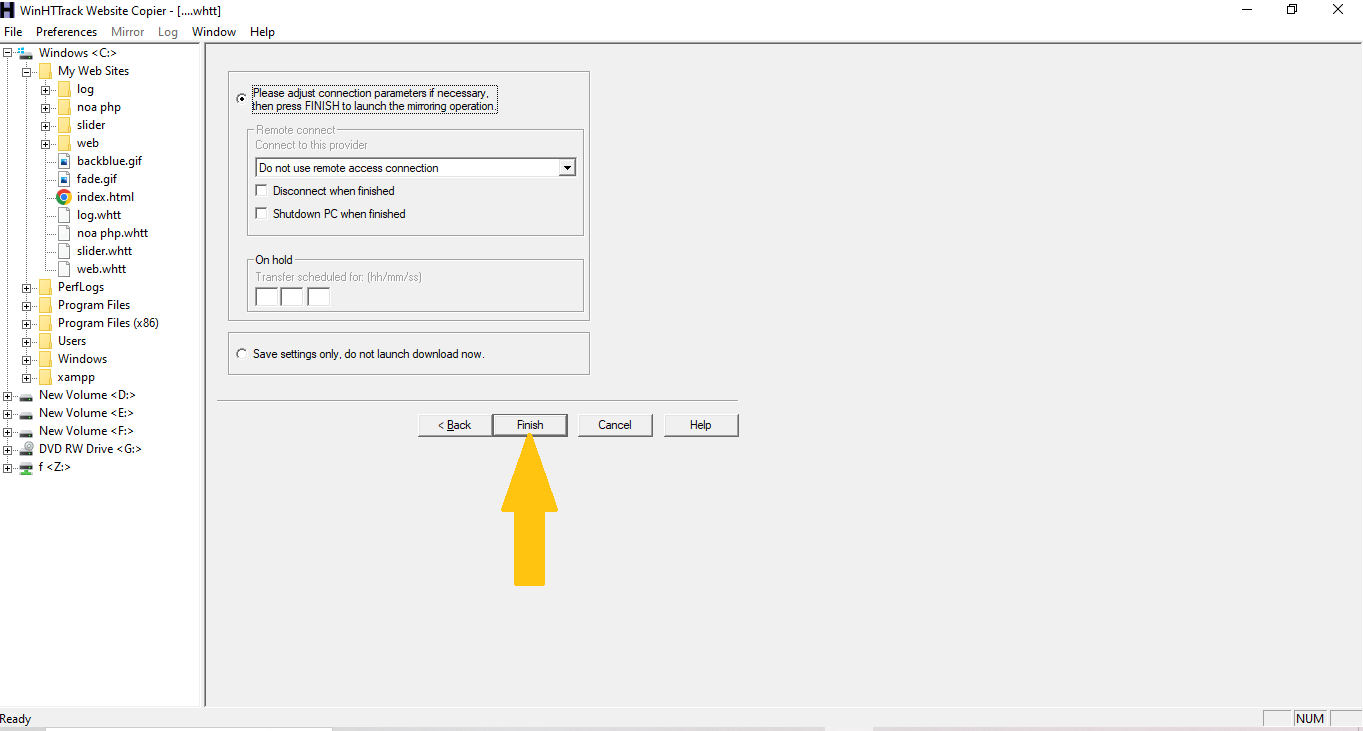 WinHTTrack Website Copier - [....whtt]
File Preferences Mirror Log Window Help
Windows <C:>
My Web Sites
log
noa php
slider
web
backblue.gif
fade.gif
index.html
log.whtt
noa php.whtt
slider.whtt
web.whtt
PerfLogs
Program Files
Program Files (x86)
Users
Windows
xampp
New Volume <D:>
New Volume <E:>
New Volume <F:>
DVD RW Drive <G:>
f <Z:>
Please adjust connection parameters if necessary,
then press FINISH to launch the mirroring operation.
Remote connect
Connect to this provider
Do not use remote access connection
Disconnect when finished
Shutdown PC when finished
On hold
Transfer scheduled for: (hh/mm/ss)
Save settings only, do not launch download now.
< Back Finish Cancel Help
Ready NUM